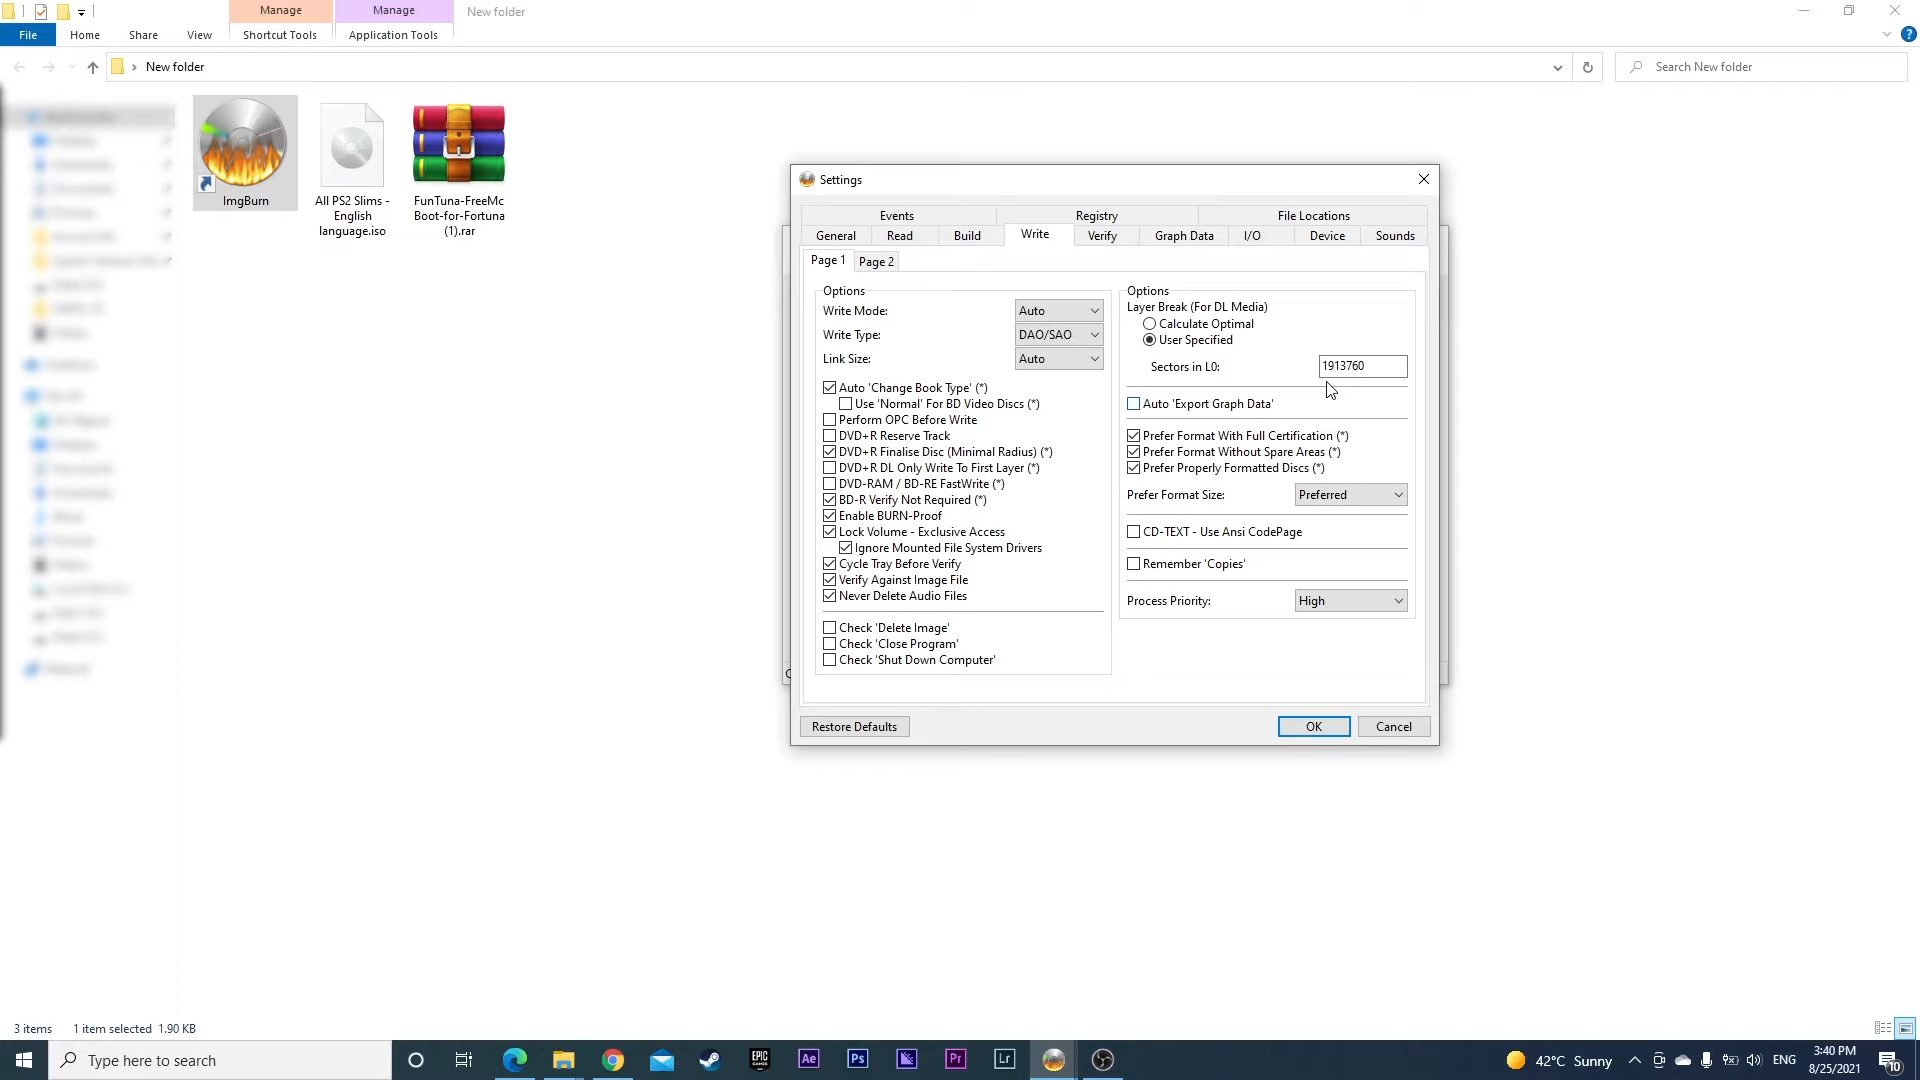 Manage
Manage
New folder
File
Home
Share
View
Shortcut Tools
Application Tools
New folder
Search New folder
ImgBurn
All PS2 Slims -
English
language.iso
FunTuna-FreeMc
Boot-for-Fortuna
(1).rar
Settings
Events
Registry
File Locations
General
Read
Build
Write
Verify
Graph Data
I/O
Device
Sounds
Page 1
Page 2
Options
Write Mode:
Auto
Write Type:
DAO/SAO
Link Size:
Auto
Auto 'Change Book Type' (*)
Use 'Normal' For BD Video Discs (*)
Perform OPC Before Write
DVD+R Reserve Track
DVD+R Finalise Disc (Minimal Radius) (*)
DVD+R DL Only Write To First Layer (*)
DVD-RAM / BD-RE FastWrite (*)
BD-R Verify Not Required (*)
Enable BURN-Proof
Lock Volume - Exclusive Access
Ignore Mounted File System Drivers
Cycle Tray Before Verify
Verify Against Image File
Never Delete Audio Files
Check 'Delete Image'
Check 'Close Program'
Check 'Shut Down Computer'
Options
Layer Break (For DL Media)
Calculate Optimal
User Specified
Sectors in L0:
1913760
Auto 'Export Graph Data'
Prefer Format With Full Certification (*)
Prefer Format Without Spare Areas (*)
Prefer Properly Formatted Discs (*)
Prefer Format Size:
Preferred
CD-TEXT - Use Ansi CodePage
Remember 'Copies'
Process Priority:
High
Restore Defaults
OK
Cancel
3 items
1 item selected 1.90 KB
Type here to search
EPIC
GAMES
Ae
Ps
Pr
Lr
42°C Sunny
ENG
3:40 PM
8/25/2021
10